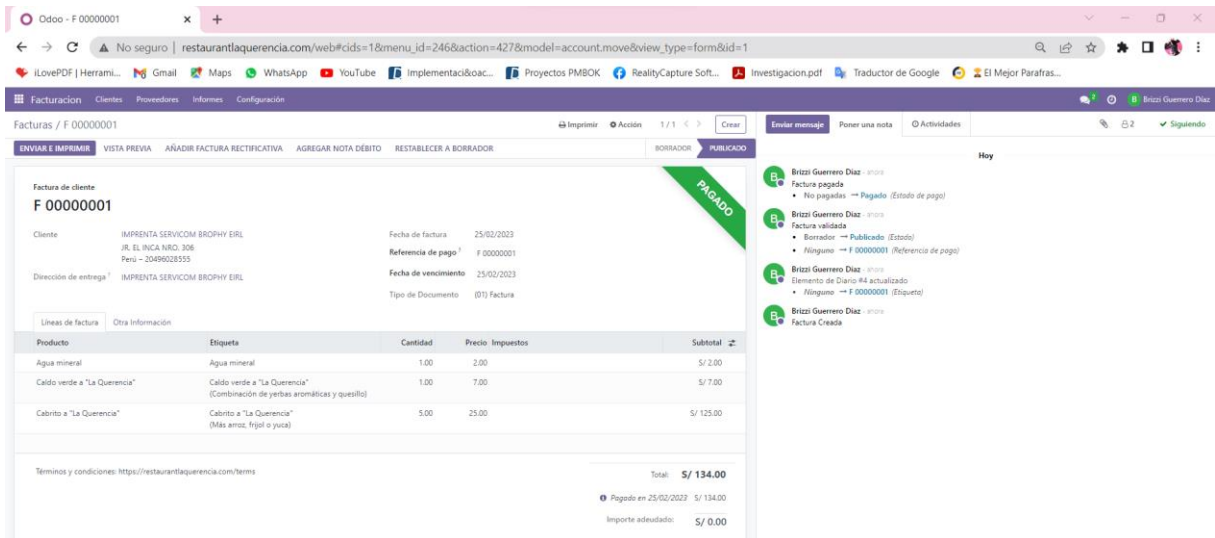 Odoo - F 00000001
No seguro | restaurantlaquerencia.com/web#cids=1&menu_id=246&action=427&model=account.move&view_type=form&id=1
iLovePDF | Herrami... Gmail Maps WhatsApp YouTube Implementaci&oac... Proyectos PMBOK RealityCapture Soft... Investigacion.pdf Traductor de Google El Mejor Parafras...
Facturacion Clientes Proveedores Informes Configuración 2 B Brizzi Guerrero Díaz
Facturas / F 00000001 Imprimir Acción 1/1 Crear
Enviar mensaje Poner una nota Actividades 2 Siguiendo
ENVIAR E IMPRIMIR VISTA PREVIA AÑADIR FACTURA RECTIFICATIVA AGREGAR NOTA DÉBITO RESTABLECER A BORRADOR BORRADOR PUBLICADO
PAGADO
Factura de cliente
F 00000001
Cliente IMPRENTA SERVICOM BROPHY EIRL
JR. EL INCA NRO. 306
Perú – 20496028555
Dirección de entrega ? IMPRENTA SERVICOM BROPHY EIRL
Fecha de factura 25/02/2023
Referencia de pago ? F 00000001
Fecha de vencimiento 25/02/2023
Tipo de Documento (01) Factura
Líneas de factura Otra Información
Producto Etiqueta Cantidad Precio Impuestos Subtotal
Agua mineral Agua mineral 1.00 2.00 S/ 2.00
Caldo verde a "La Querencia" Caldo verde a "La Querencia" 1.00 7.00 S/ 7.00
(Combinación de yerbas aromáticas y quesillo)
Cabrito a "La Querencia" Cabrito a "La Querencia" 5.00 25.00 S/ 125.00
(Más arroz, frijol o yuca)
Términos y condiciones: https://restaurantlaquerencia.com/terms
Total: S/ 134.00
Pagado en 25/02/2023 S/ 134.00
Importe adeudado: S/ 0.00
Hoy
B Brizzi Guerrero Díaz - ahora
Factura pagada
• No pagadas → Pagado (Estado de pago)
B Brizzi Guerrero Díaz - ahora
Factura validada
• Borrador → Publicado (Estado)
• Ninguno → F 00000001 (Referencia de pago)
B Brizzi Guerrero Díaz - ahora
Elemento de Diario #4 actualizado
• Ninguno → F 00000001 (Etiqueta)
B Brizzi Guerrero Díaz - ahora
Factura Creada